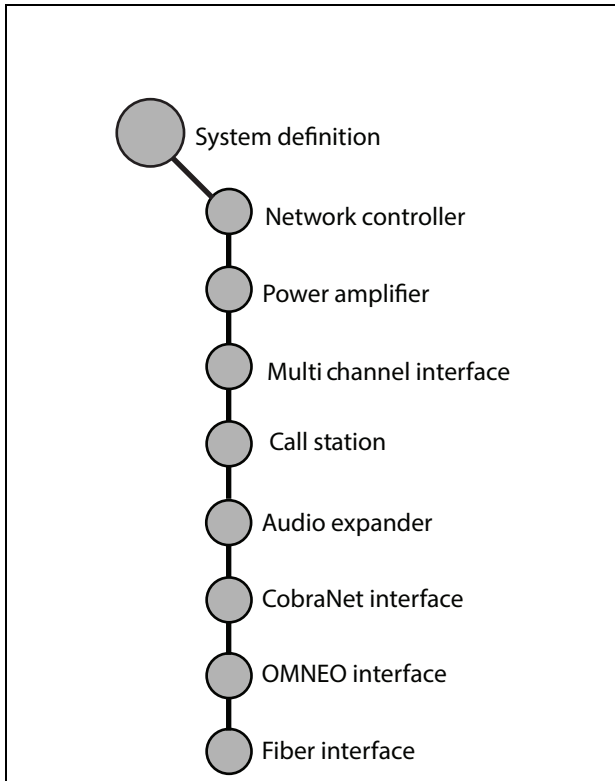 System definition
Network controller
Power amplifier
Multi channel interface
Call station
Audio expander
CobraNet interface
OMNEO interface
Fiber interface